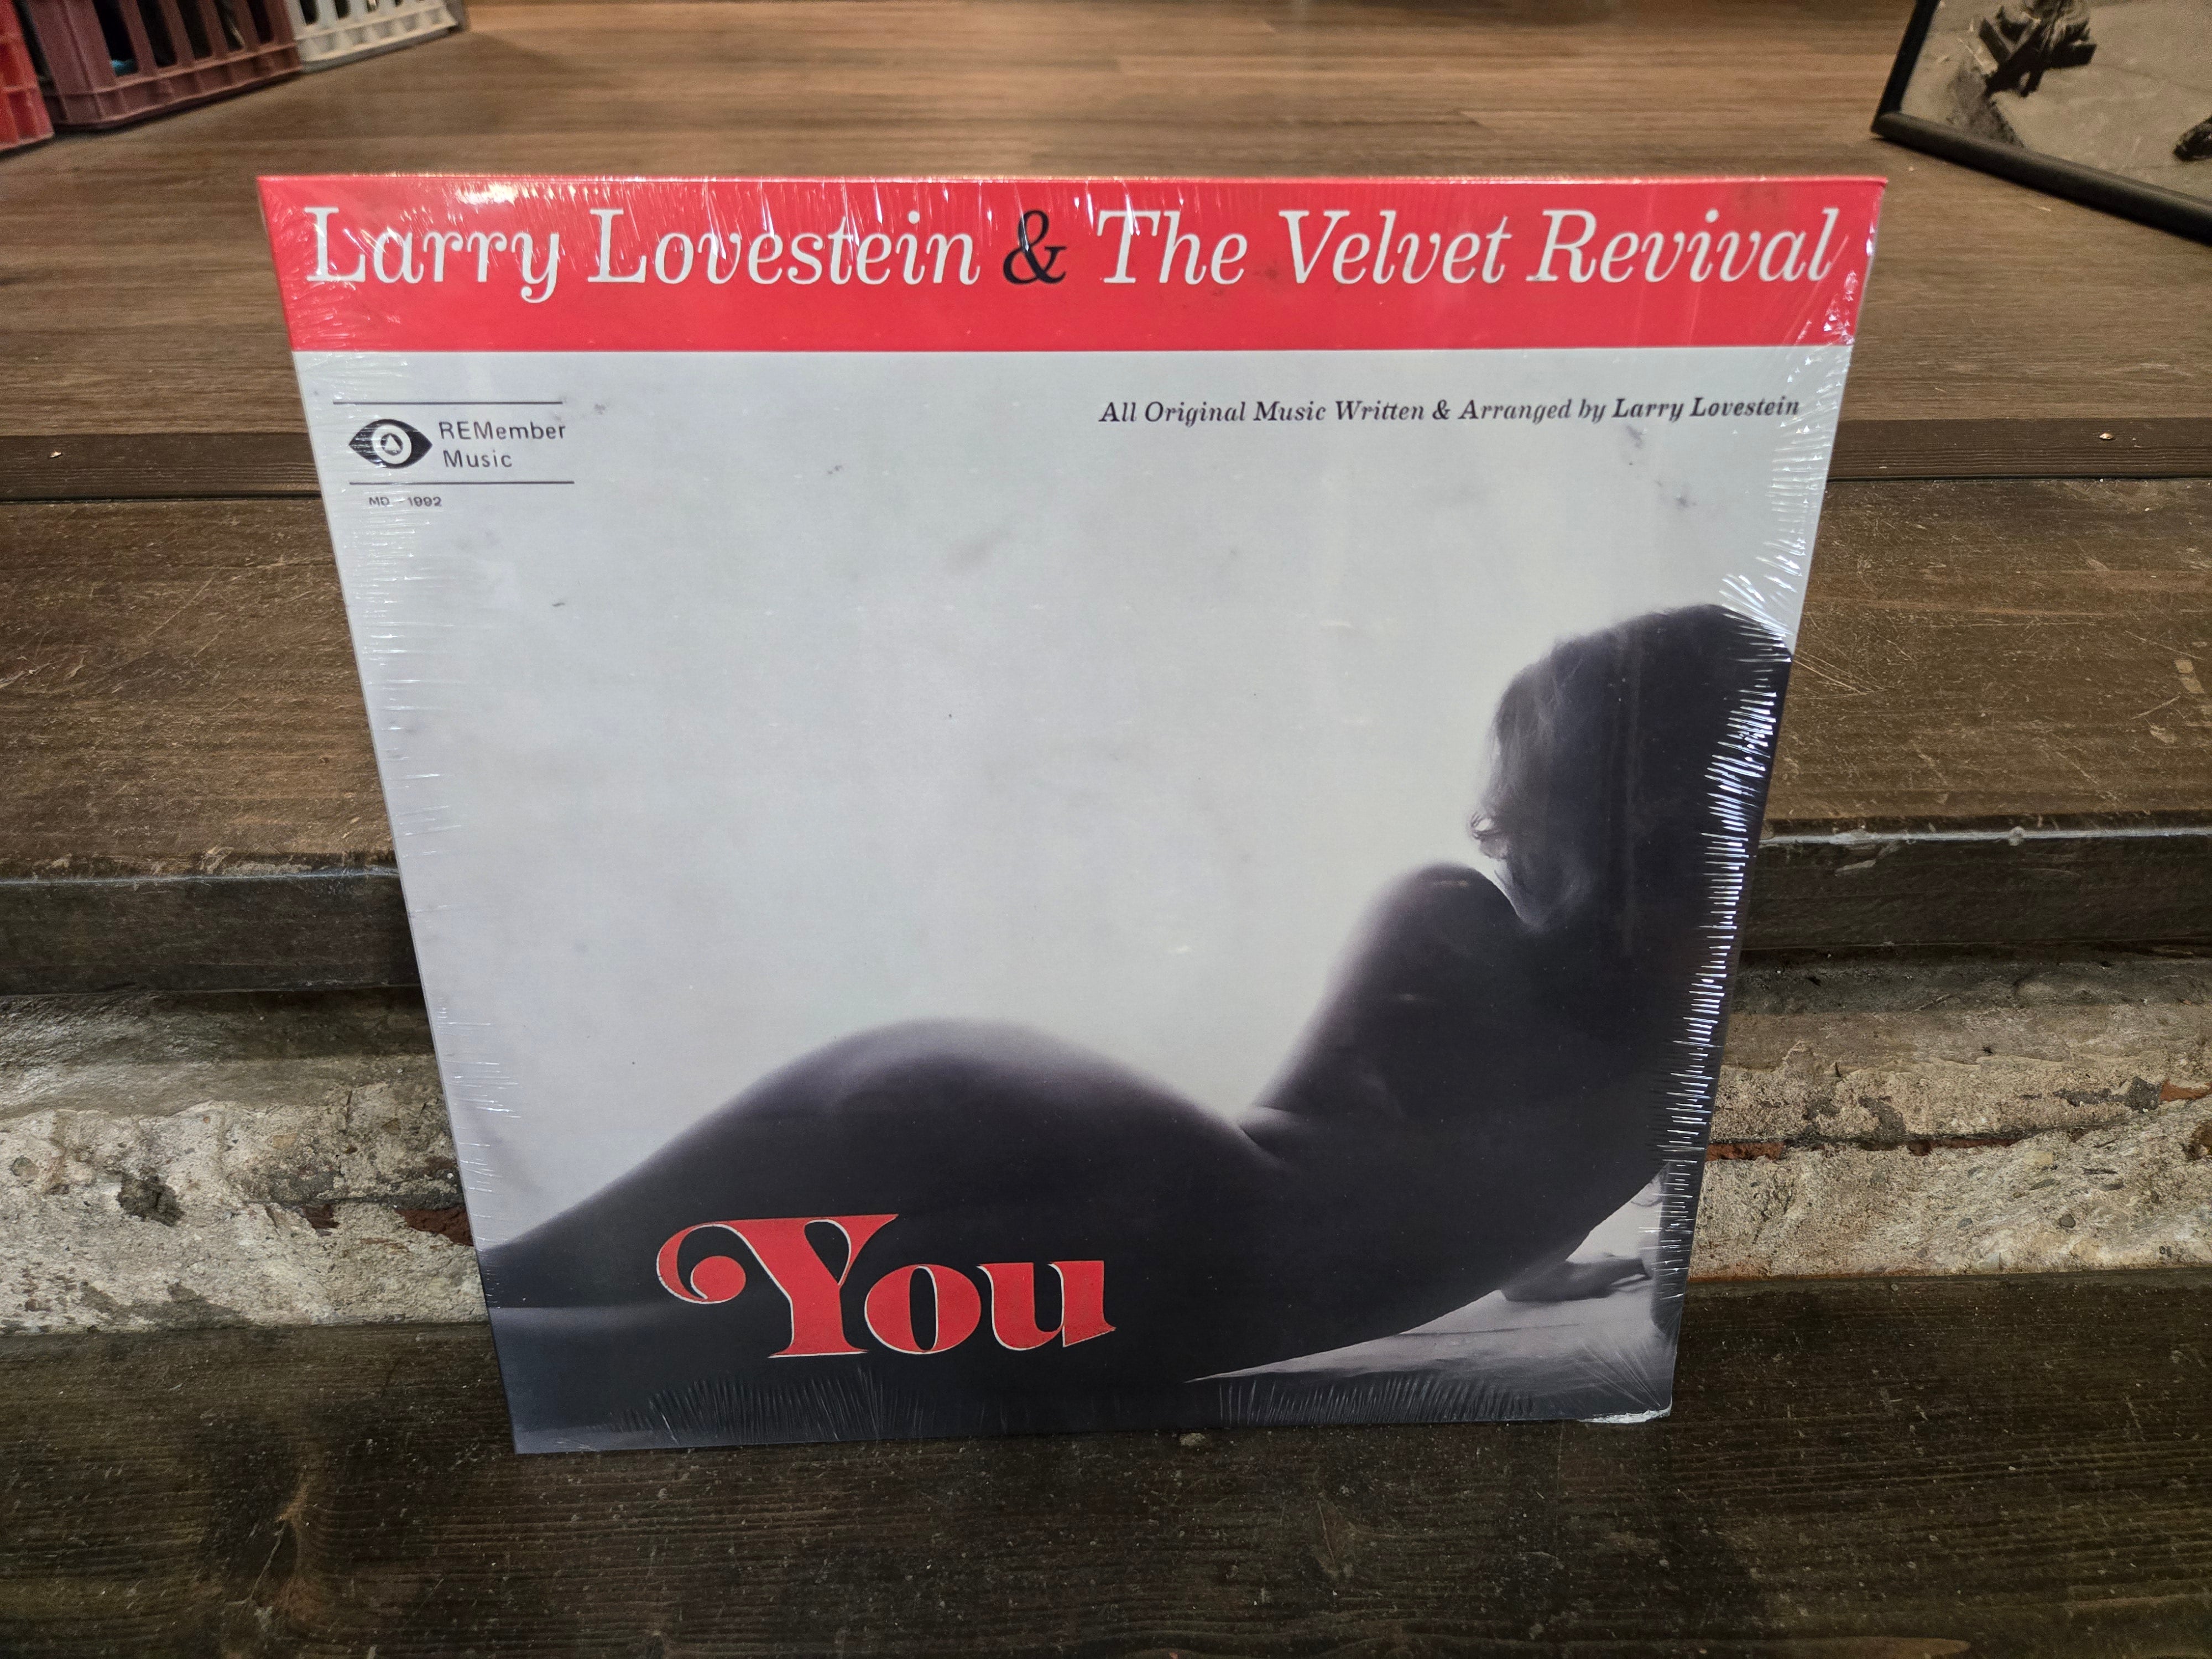 Larry Lovestein & The Velvet Revival
All Original Music Written & Arranged by Larry Lovestein
REMember
Music
MD - 1992
You